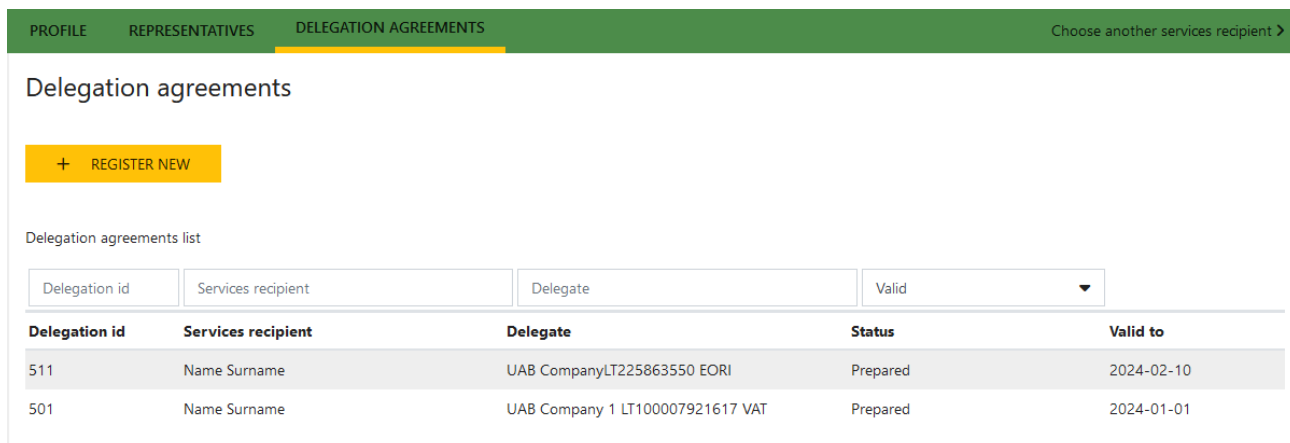 PROFILE REPRESENTATIVES DELEGATION AGREEMENTS Choose another services recipient >
Delegation agreements
+ REGISTER NEW
Delegation agreements list
Delegation id Services recipient Delegate Valid
Delegation id Services recipient Delegate Status Valid to
511 Name Surname UAB CompanyLT225863550 EORI Prepared 2024-02-10
501 Name Surname UAB Company 1 LT100007921617 VAT Prepared 2024-01-01